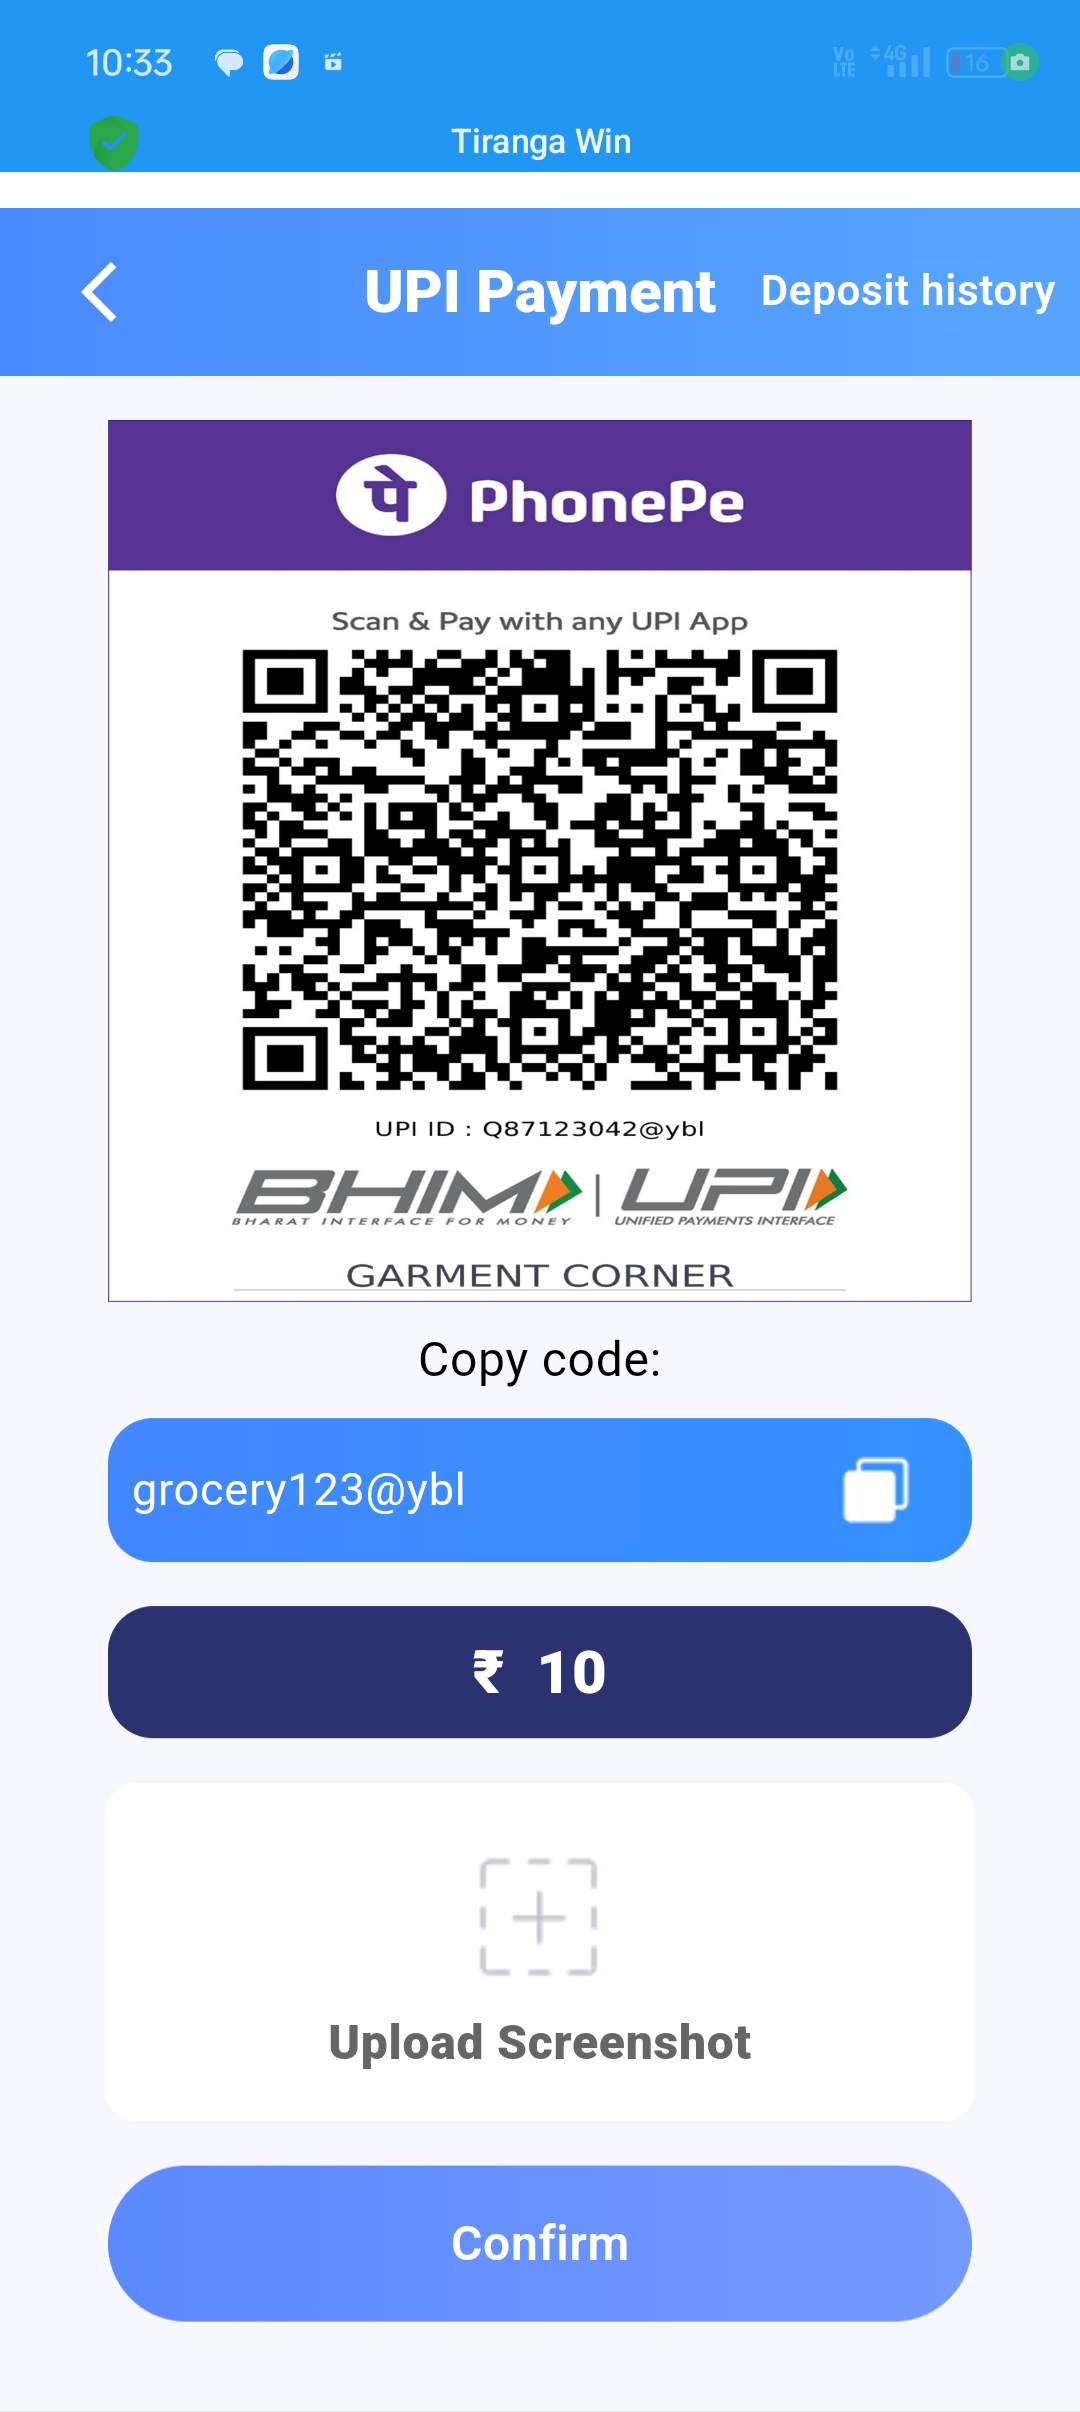 10:33
Vo LTE 4G 16
Tiranga Win
UPI Payment Deposit history
पे PhonePe
Scan & Pay with any UPI App
UPI ID : Q87123042@ybl
BHIM | UPI
BHARAT INTERFACE FOR MONEY UNIFIED PAYMENTS INTERFACE
GARMENT CORNER
Copy code:
grocery123@ybl
₹ 10
Upload Screenshot
Confirm